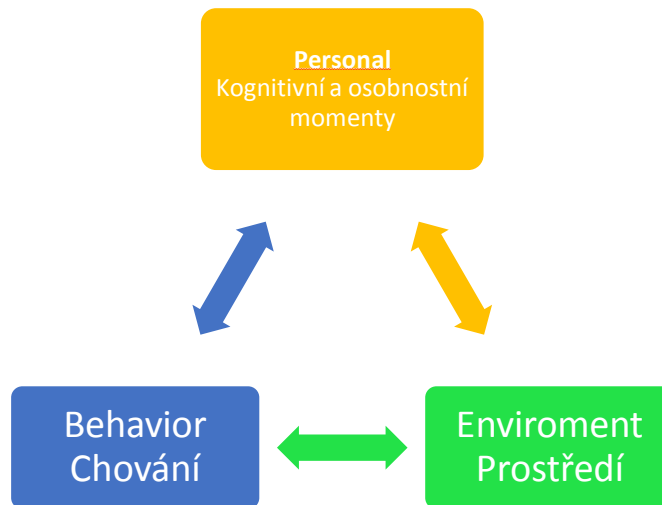 Personal
Kognitivní a osobnostní
momenty
Behavior
Chování
Enviroment
Prostředí